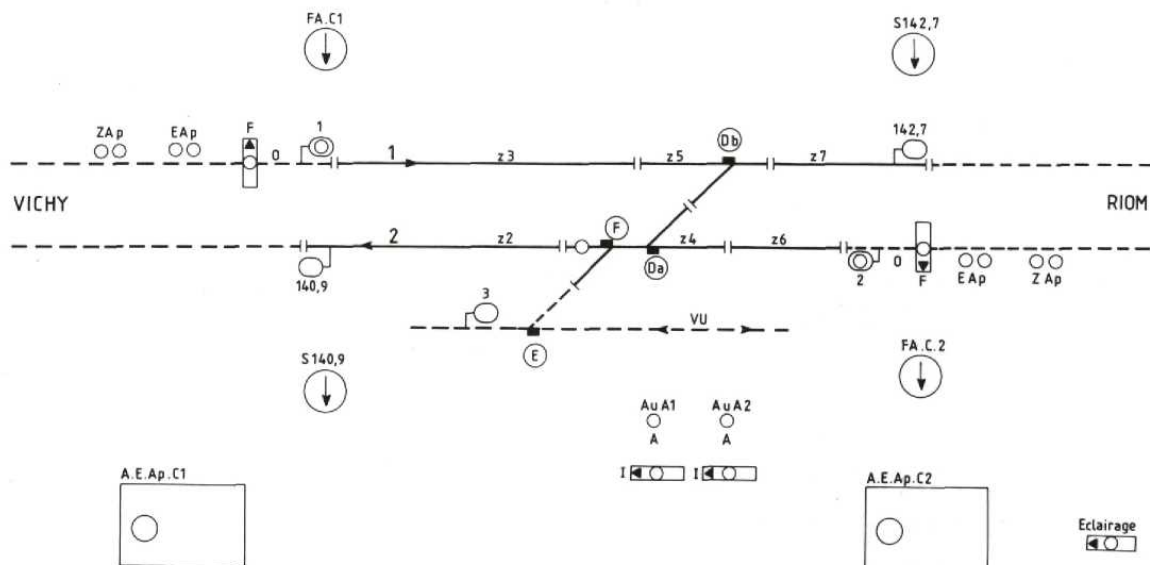 FA.C1
S142,7
ZAp EAp F 0 1 1 z3 z5 Db z7 142,7
VICHY RIOM
140,9 2 z2 F Da z4 z6 2 0 F EAp ZAp
3 VU
E
S140,9
FA.C.2
AuA1 AuA2
A A
I I
A.E.Ap.C1
A.E.Ap.C2
Eclairage